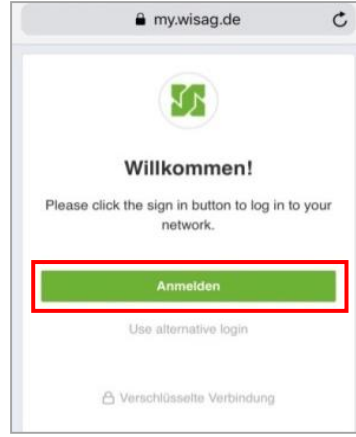 my.wisag.de
Willkommen!
Please click the sign in button to log in to your
network.
Anmelden
Use alternative login
Verschlüsselte Verbindung